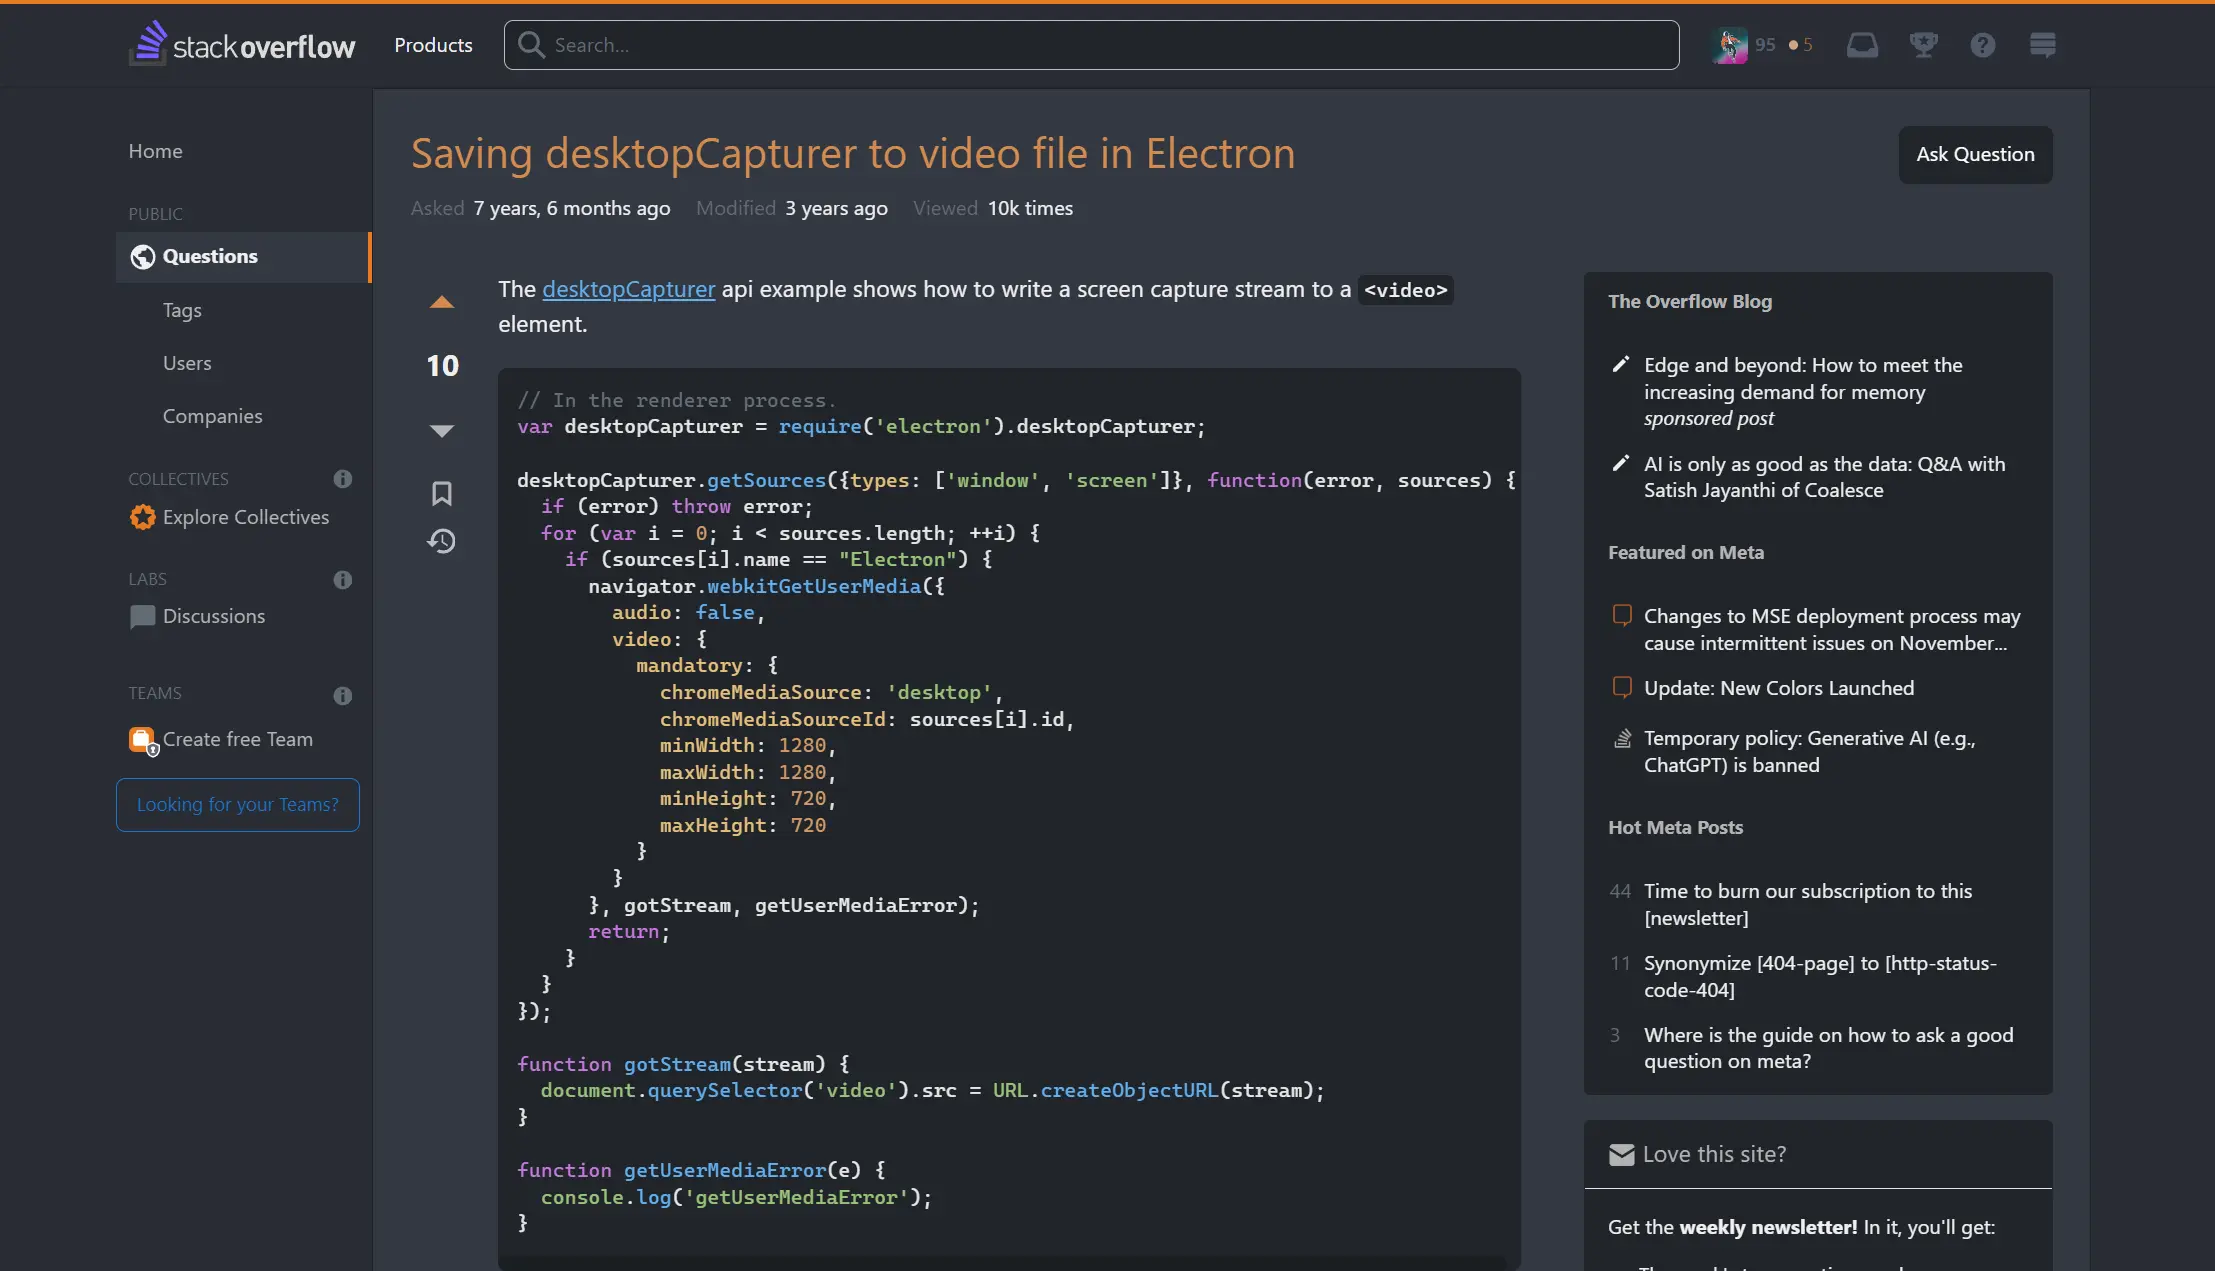 stackoverflow
Products
Search...
95
5
Home
PUBLIC
Questions
Tags
Users
Companies
COLLECTIVES
Explore Collectives
LABS
Discussions
TEAMS
Create free Team
Looking for your Teams?
Saving desktopCapturer to video file in Electron
Ask Question
Asked 7 years, 6 months ago Modified 3 years ago Viewed 10k times
10
The desktopCapturer api example shows how to write a screen capture stream to a <video>
element.
// In the renderer process.
var desktopCapturer = require('electron').desktopCapturer;
desktopCapturer.getSources({types: ['window', 'screen']}, function(error, sources) {
  if (error) throw error;
  for (var i = 0; i < sources.length; ++i) {
    if (sources[i].name == "Electron") {
      navigator.webkitGetUserMedia({
        audio: false,
        video: {
          mandatory: {
            chromeMediaSource: 'desktop',
            chromeMediaSourceId: sources[i].id,
            minWidth: 1280,
            maxWidth: 1280,
            minHeight: 720,
            maxHeight: 720
          }
        }
      }, gotStream, getUserMediaError);
      return;
    }
  }
});
function gotStream(stream) {
  document.querySelector('video').src = URL.createObjectURL(stream);
}
function getUserMediaError(e) {
  console.log('getUserMediaError');
}
The Overflow Blog
Edge and beyond: How to meet the
increasing demand for memory
sponsored post
AI is only as good as the data: Q&A with
Satish Jayanthi of Coalesce
Featured on Meta
Changes to MSE deployment process may
cause intermittent issues on November...
Update: New Colors Launched
Temporary policy: Generative AI (e.g.,
ChatGPT) is banned
Hot Meta Posts
44 Time to burn our subscription to this
[newsletter]
11 Synonymize [404-page] to [http-status-
code-404]
3 Where is the guide on how to ask a good
question on meta?
Love this site?
Get the weekly newsletter! In it, you'll get: